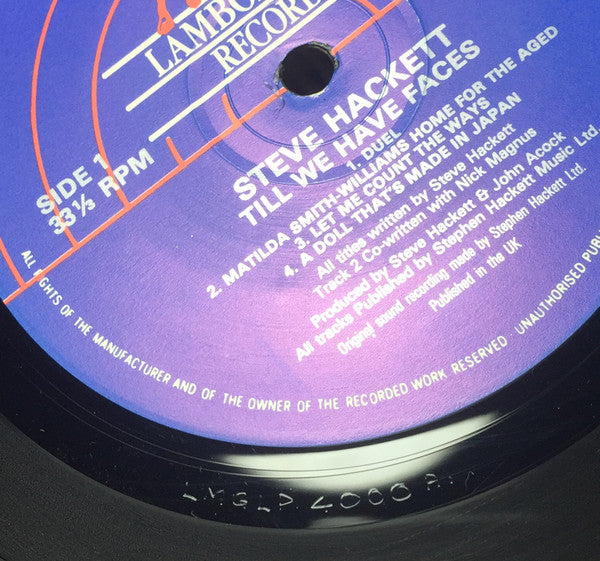 LAMBO
RECOR
SIDE 1
33⅓ RPM
STEVE HACKETT
TILL WE HAVE FACES
1. DUEL
2. MATILDA SMITH-WILLIAMS HOME FOR THE AGED
3. LET ME COUNT THE WAYS
4. A DOLL THAT'S MADE IN JAPAN
All titles written by Steve Hackett
Track 2 Co-written with Nick Magnus
Produced by Steve Hackett & John Acock
All tracks Published by Stephen Hackett Music Ltd.
Original sound recording made by Stephen Hackett Ltd.
Published in the UK
ALL RIGHTS OF THE MANUFACTURER AND OF THE OWNER OF THE RECORDED WORK RESERVED UNAUTHORISED PUBLI
LMGLP 4000